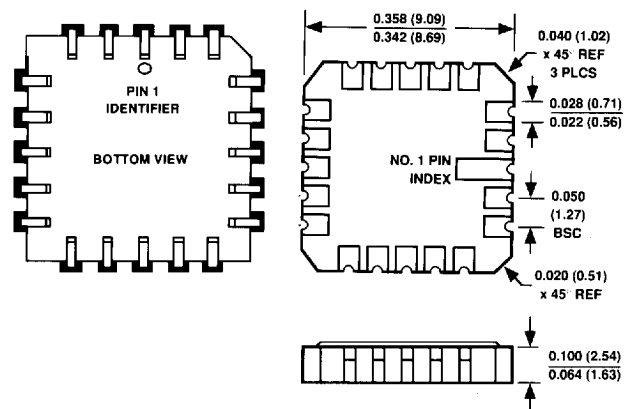 PIN 1
IDENTIFIER
BOTTOM VIEW
0.358 (9.09)
0.342 (8.69)
0.040 (1.02)
x 45° REF
3 PLCS
0.028 (0.71)
0.022 (0.56)
NO. 1 PIN
INDEX
0.050
(1.27)
BSC
0.020 (0.51)
x 45° REF
0.100 (2.54)
0.064 (1.63)